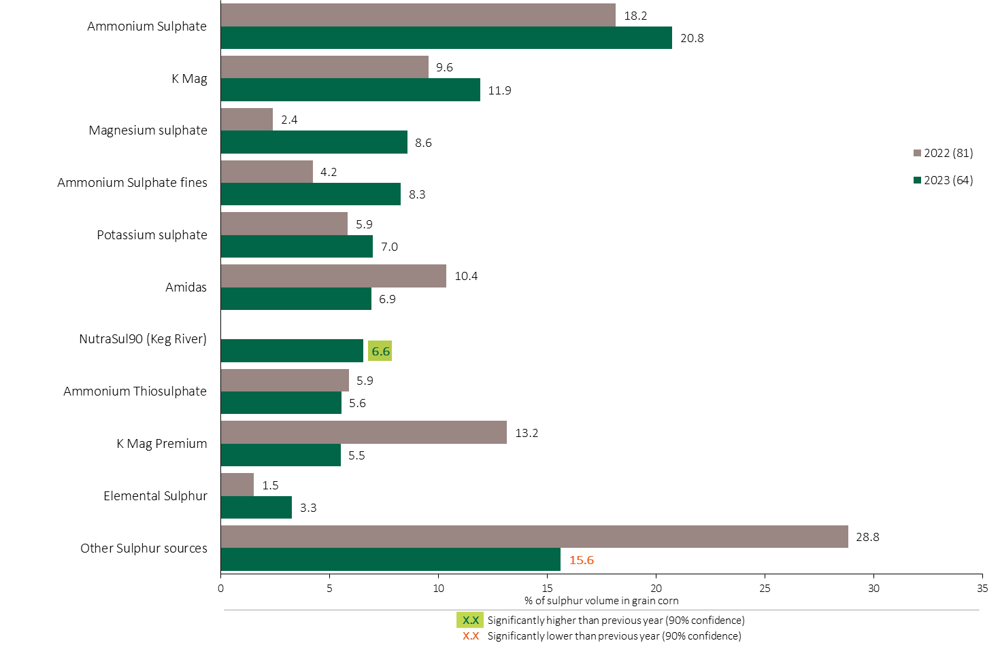 Ammonium Sulphate
18.2
20.8
K Mag
9.6
11.9
Magnesium sulphate
2.4
8.6
Ammonium Sulphate fines
4.2
8.3
Potassium sulphate
5.9
7.0
Amidas
10.4
6.9
NutraSul90 (Keg River)
6.6
Ammonium Thiosulphate
5.9
5.6
K Mag Premium
13.2
5.5
Elemental Sulphur
1.5
3.3
Other Sulphur sources
28.8
15.6
2022 (81)
2023 (64)
0 5 10 15 20 25 30 35
% of sulphur volume in grain corn
X.X Significantly higher than previous year (90% confidence)
X.X Significantly lower than previous year (90% confidence)